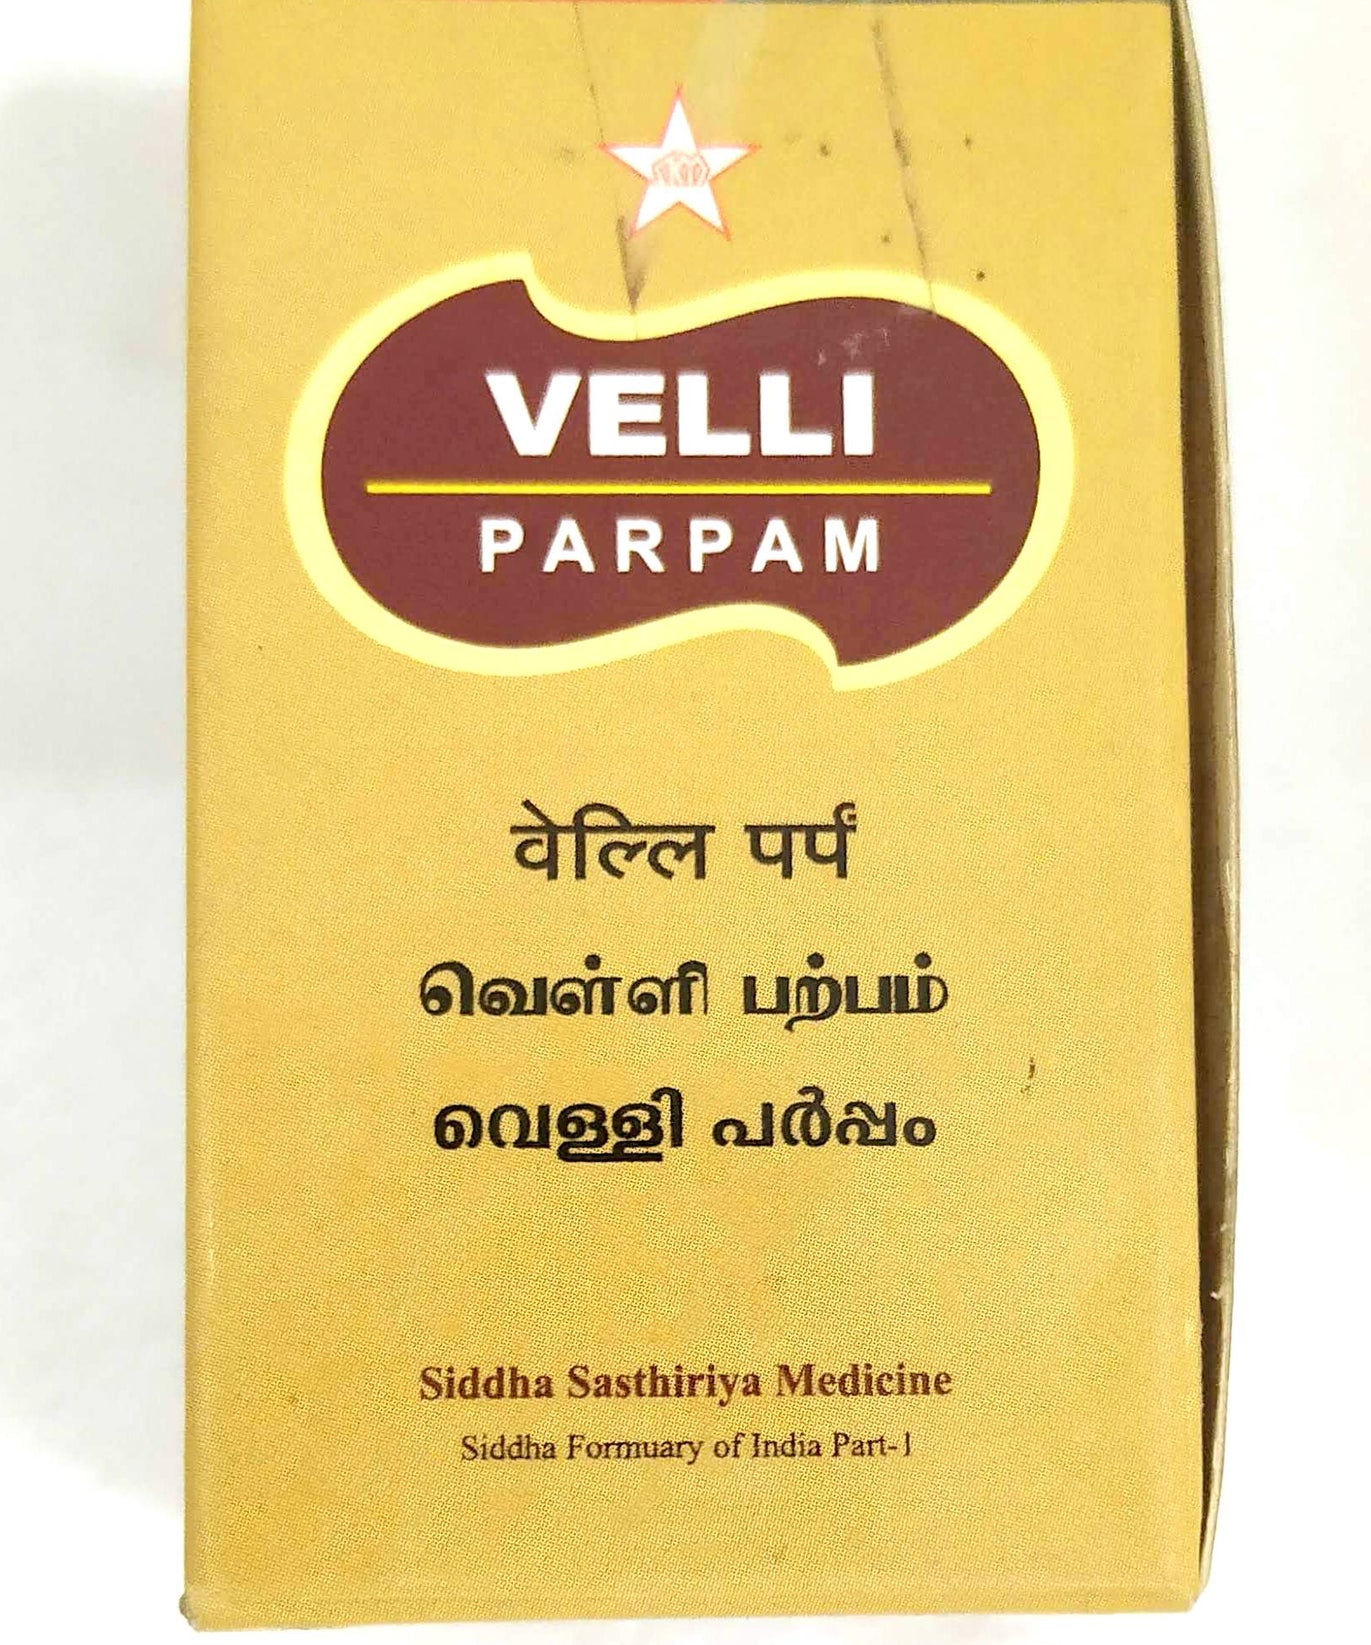 VELLI
PARPAM
वेल्लि पर्पं
வெள்ளி பற்பம்
വെള്ളി പർപ്പം
Siddha Sasthiriya Medicine
Siddha Formuary of India Part-1